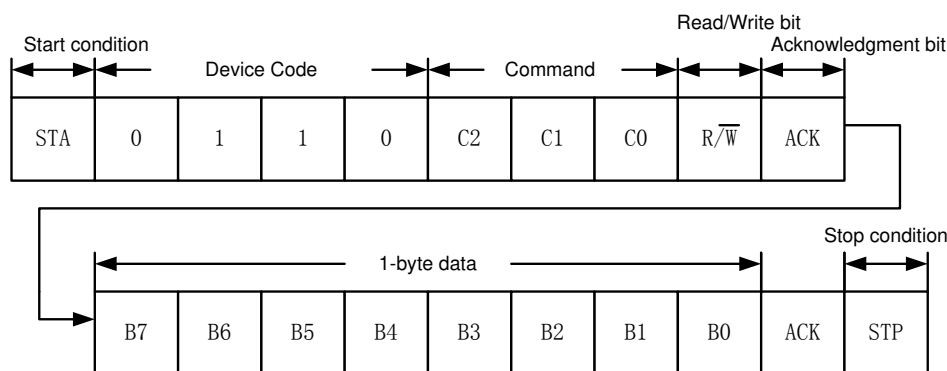 Read/Write bit
Start condition Acknowledgment bit
Device Code Command
STA 0 1 1 0 C2 C1 C0 R/W̅ ACK
Stop condition
1-byte data
B7 B6 B5 B4 B3 B2 B1 B0 ACK STP